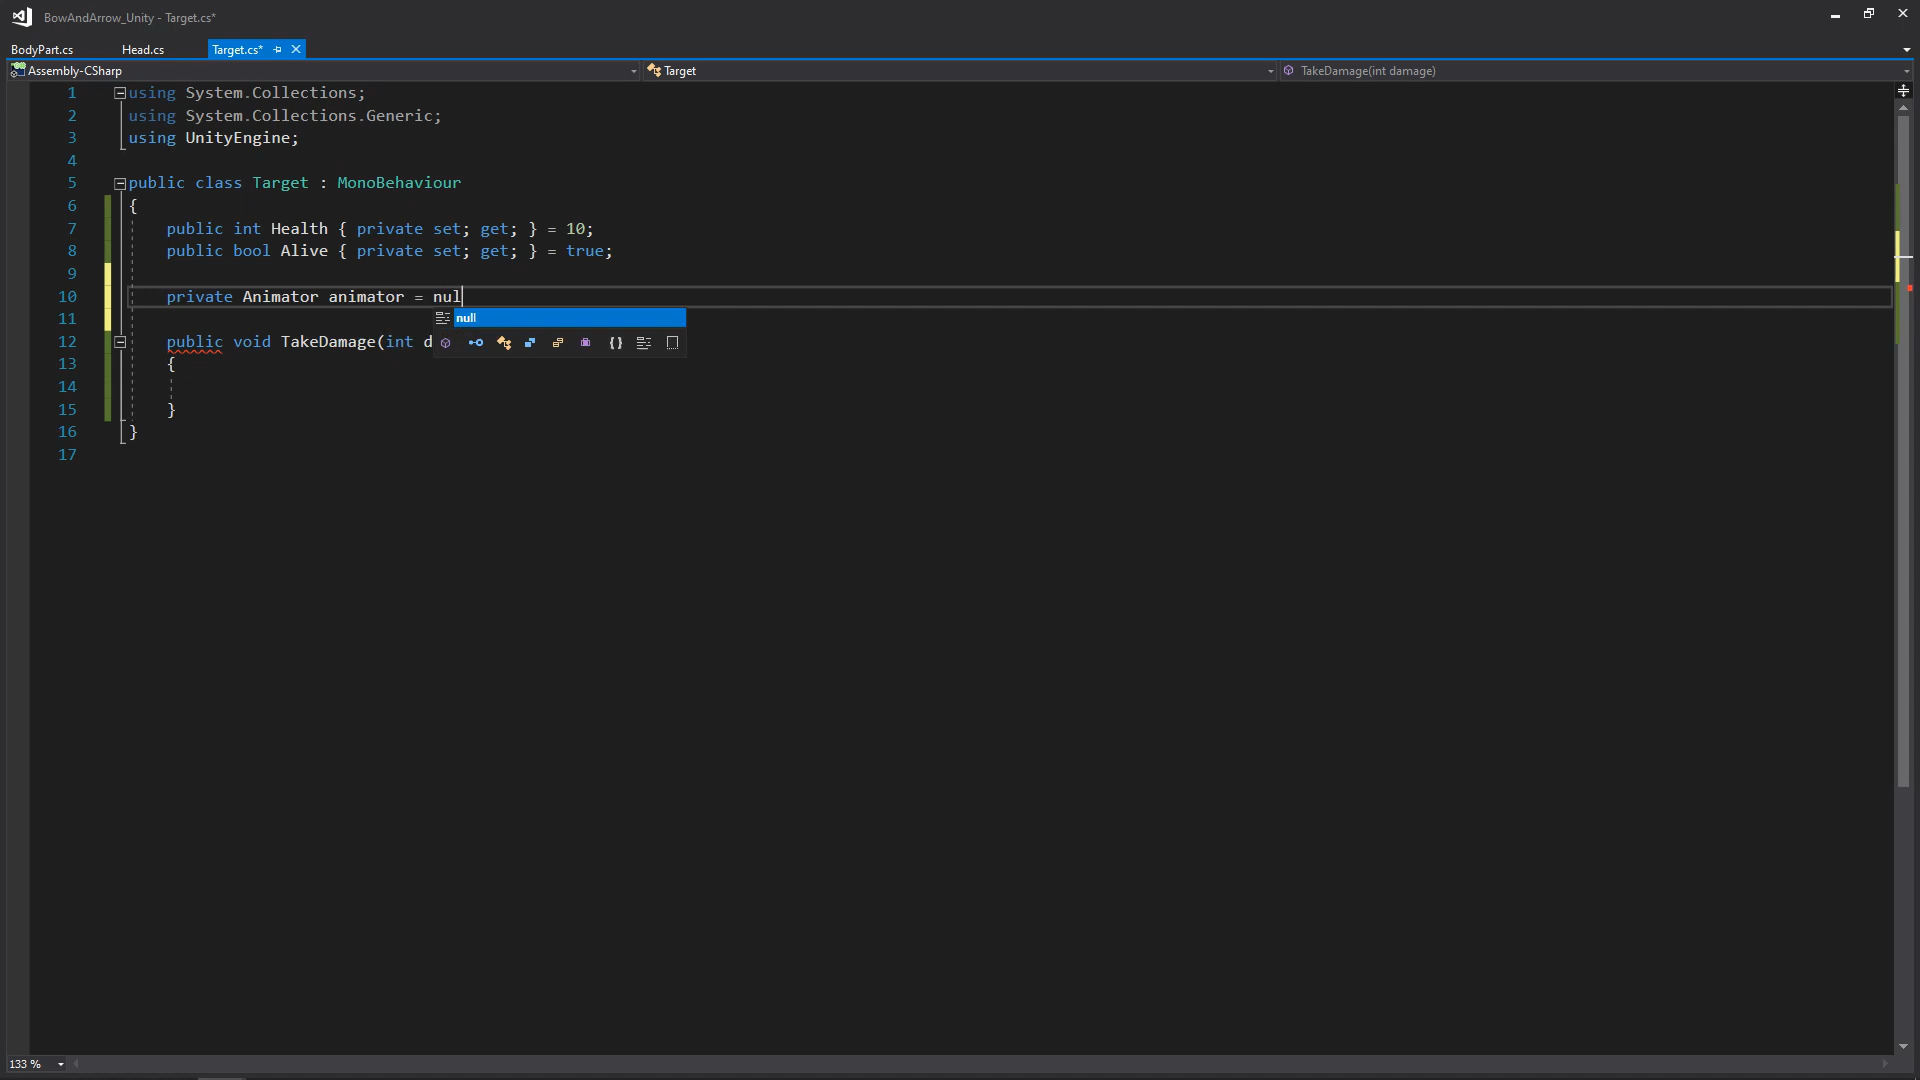 BowAndArrow_Unity - Target.cs*
BodyPart.cs Head.cs Target.cs*
Assembly-CSharp Target TakeDamage(int damage)
1 using System.Collections;
2 using System.Collections.Generic;
3 using UnityEngine;
4
5 public class Target : MonoBehaviour
6 {
7 public int Health { private set; get; } = 10;
8 public bool Alive { private set; get; } = true;
9
10 private Animator animator = nul
11
null
12 public void TakeDamage(int d
13 {
14
15 }
16 }
17
133 %